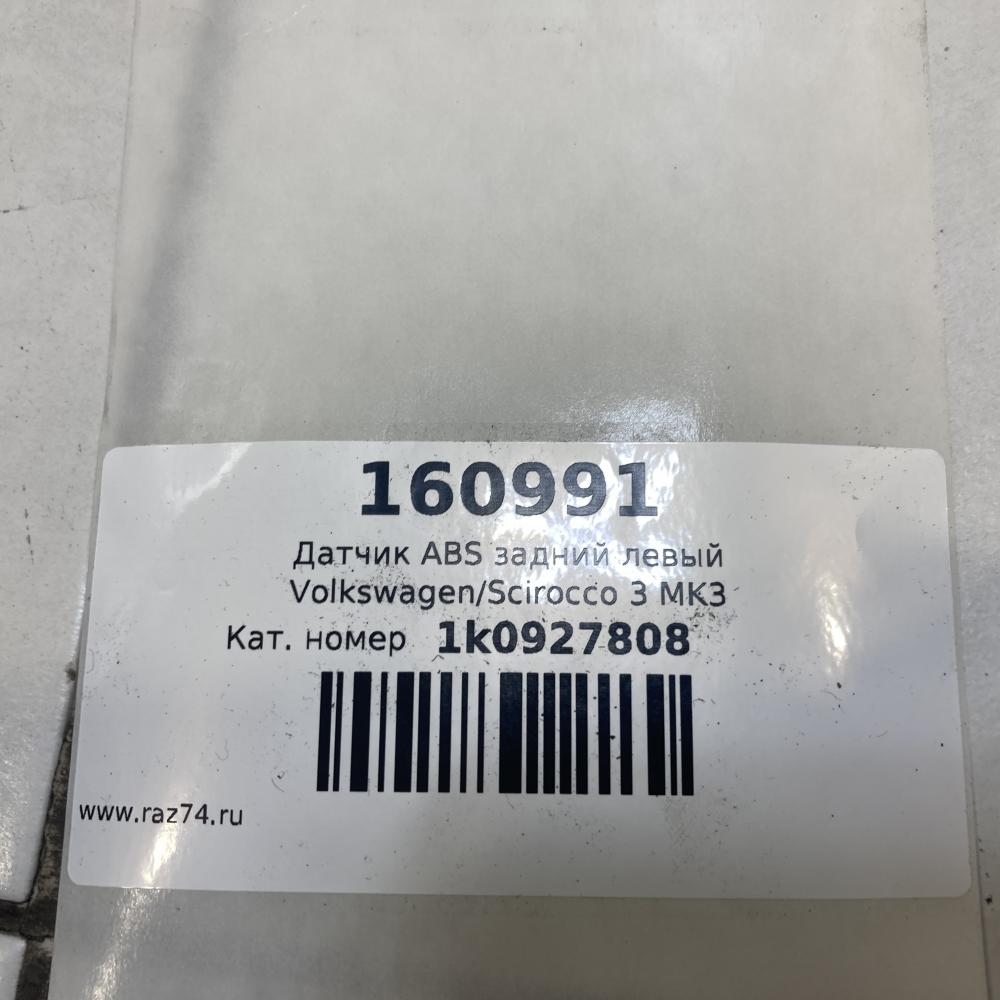 160991
Датчик ABS задний левый
Volkswagen/Scirocco 3 MK3
Кат. номер 1k0927808
www.raz74.ru